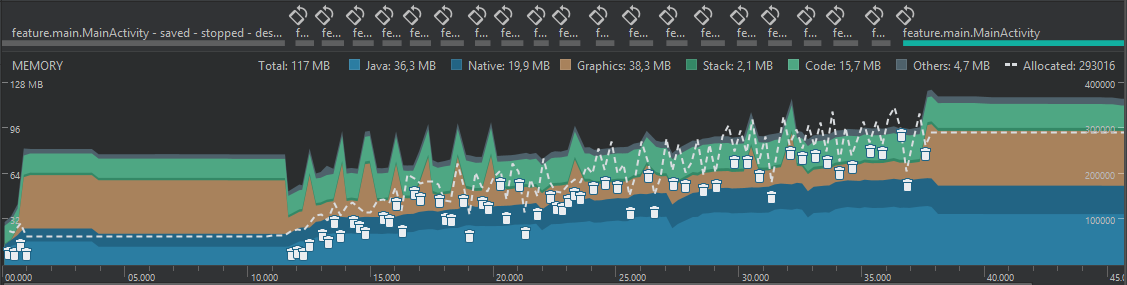 feature.main.MainActivity - saved - stopped - des...
f...
fe...
f...
f...
fe...
fe...
f...
fe...
f...
fe...
fe...
fe...
fe...
fe...
fe...
fe...
fe...
f...
feature.main.MainActivity
MEMORY
Total: 117 MB
Java: 36,3 MB
Native: 19,9 MB
Graphics: 38,3 MB
Stack: 2,1 MB
Code: 15,7 MB
Others: 4,7 MB
Allocated: 293016
128 MB
400000
96
300000
64
200000
32
100000
00.000
05.000
10.000
15.000
20.000
25.000
30.000
35.000
40.000
45.0